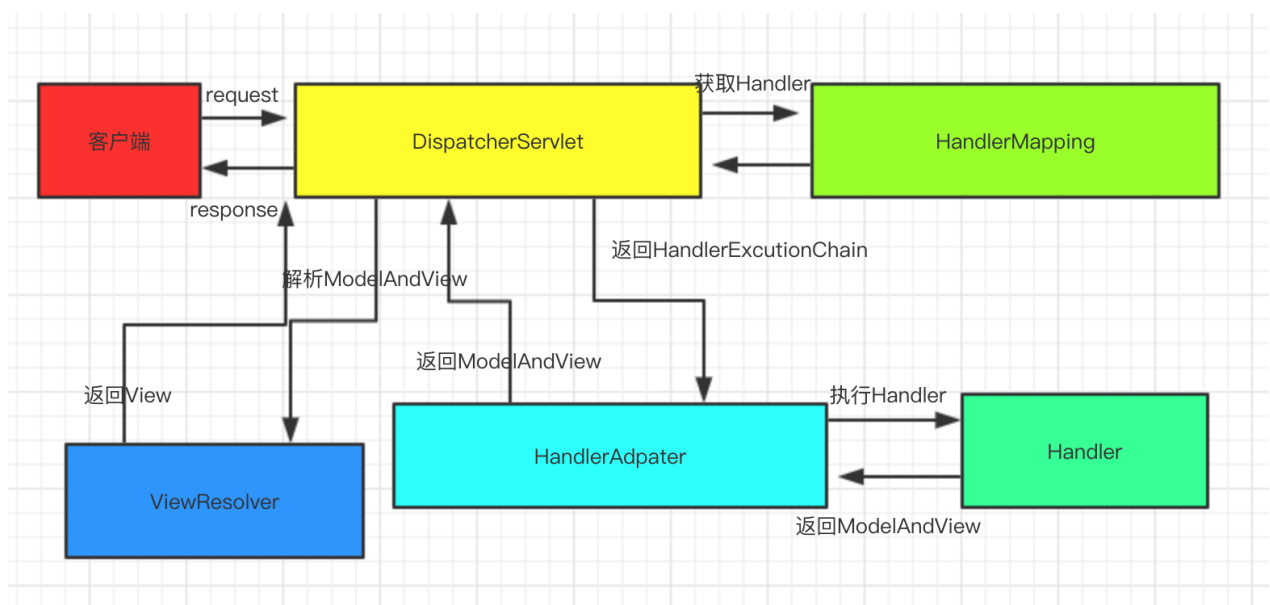 获取Handler
request
客户端
DispatcherServlet
HandlerMapping
response
返回HandlerExcutionChain
解析ModelAndView
返回ModelAndView
返回View
执行Handler
Handler
HandlerAdpater
ViewResolver
返回ModelAndView